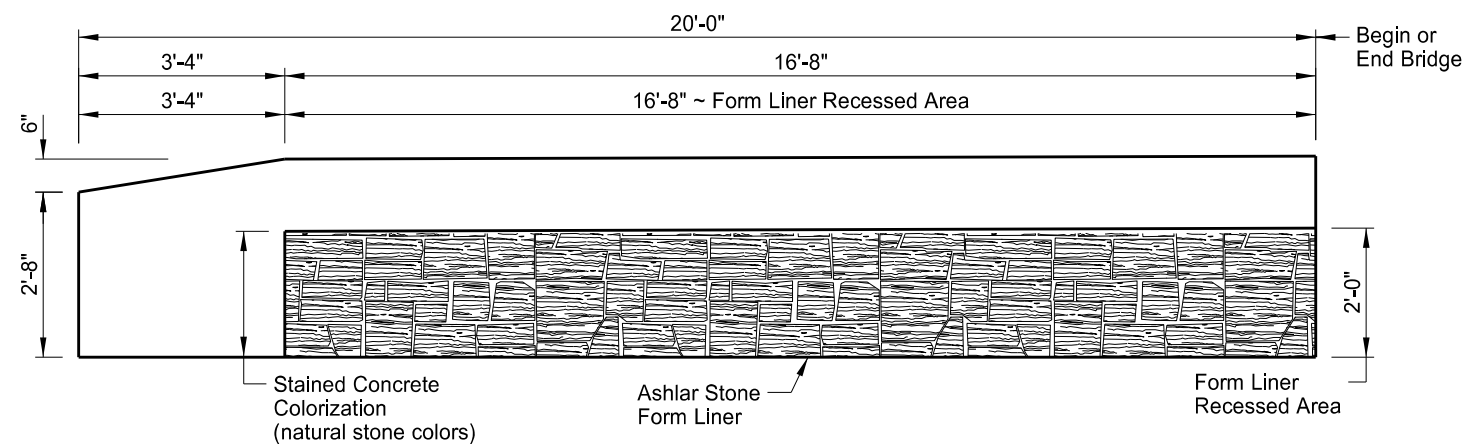 20'-0"
Begin or
End Bridge
3'-4"
16'-8"
3'-4"
16'-8" ~ Form Liner Recessed Area
6"
2'-8"
2'-0"
Stained Concrete
Colorization
(natural stone colors)
Ashlar Stone
Form Liner
Form Liner
Recessed Area